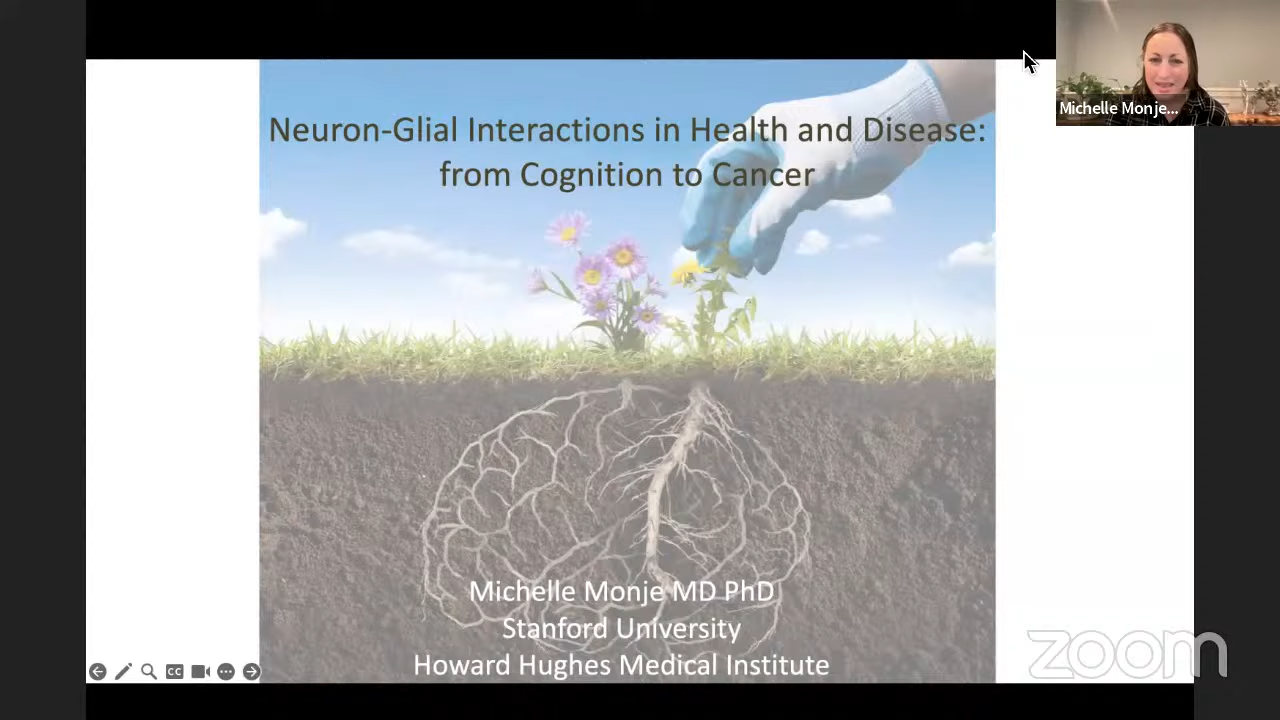 Neuron-Glial Interactions in Health and Disease:
from Cognition to Cancer
Michelle Monje...
Michelle Monje MD PhD
Stanford University
Howard Hughes Medical Institute
CC
zoom